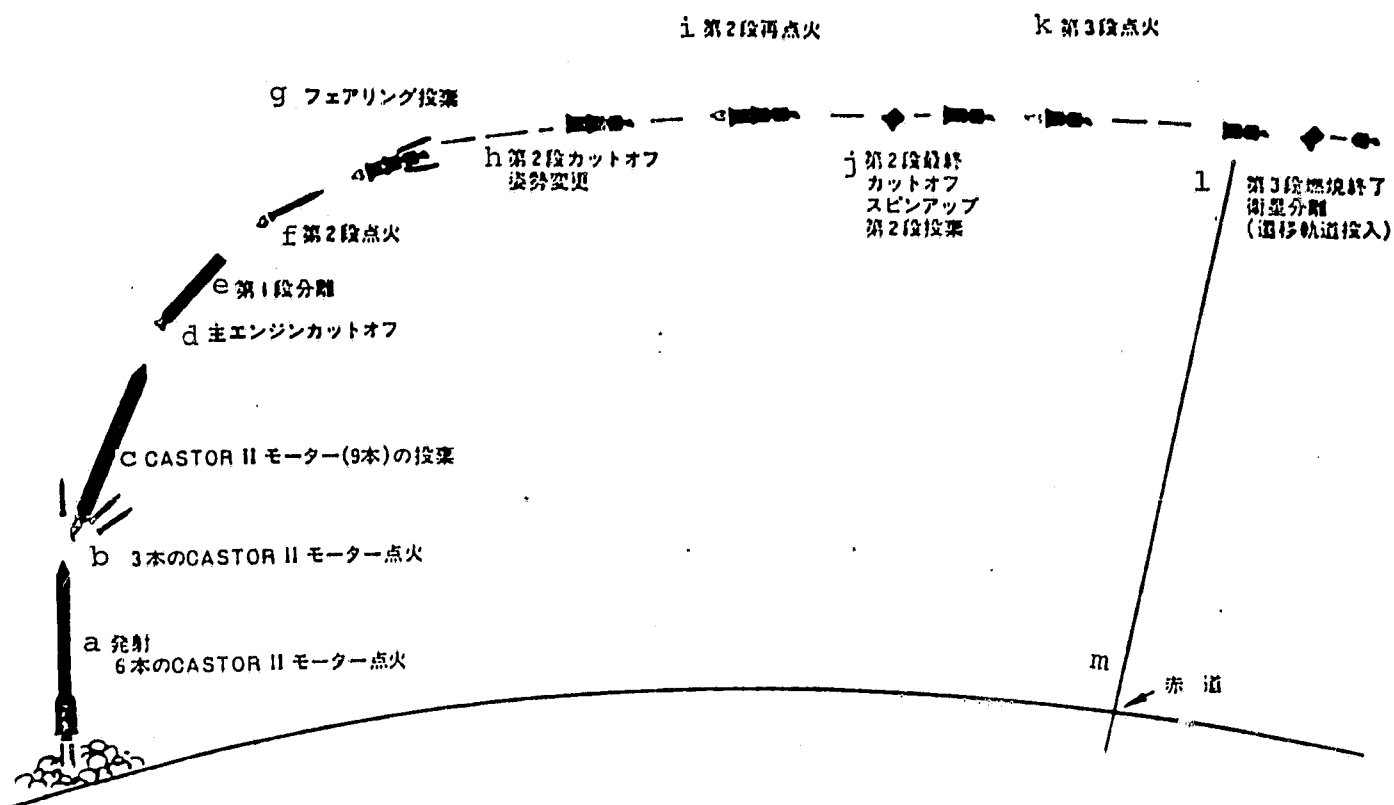 i 第2段再点火
k 第3段点火
g フェアリング投棄
h 第2段カットオフ
姿勢変更
j 第2段最終
カットオフ
スピンアップ
第2段投棄
l 第3段燃焼終了
衛星分離
(遷移軌道投入)
f 第2段点火
e 第1段分離
d 主エンジンカットオフ
c CASTOR II モーター(9本)の投棄
b 3本のCASTOR II モーター点火
a 発射
6本のCASTOR II モーター点火
m 赤道